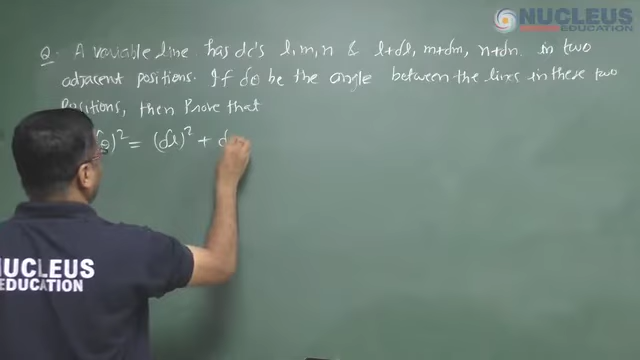 NUCLEUS
EDUCATION
Q. A variable line has dc's l, m, n & l+dl, m+dm, n+dn in two
adjacent positions. If dθ be the angle between the lines in these two
Positions, then Prove that
θ)² = (dl)² + d
NUCLEUS
EDUCATION